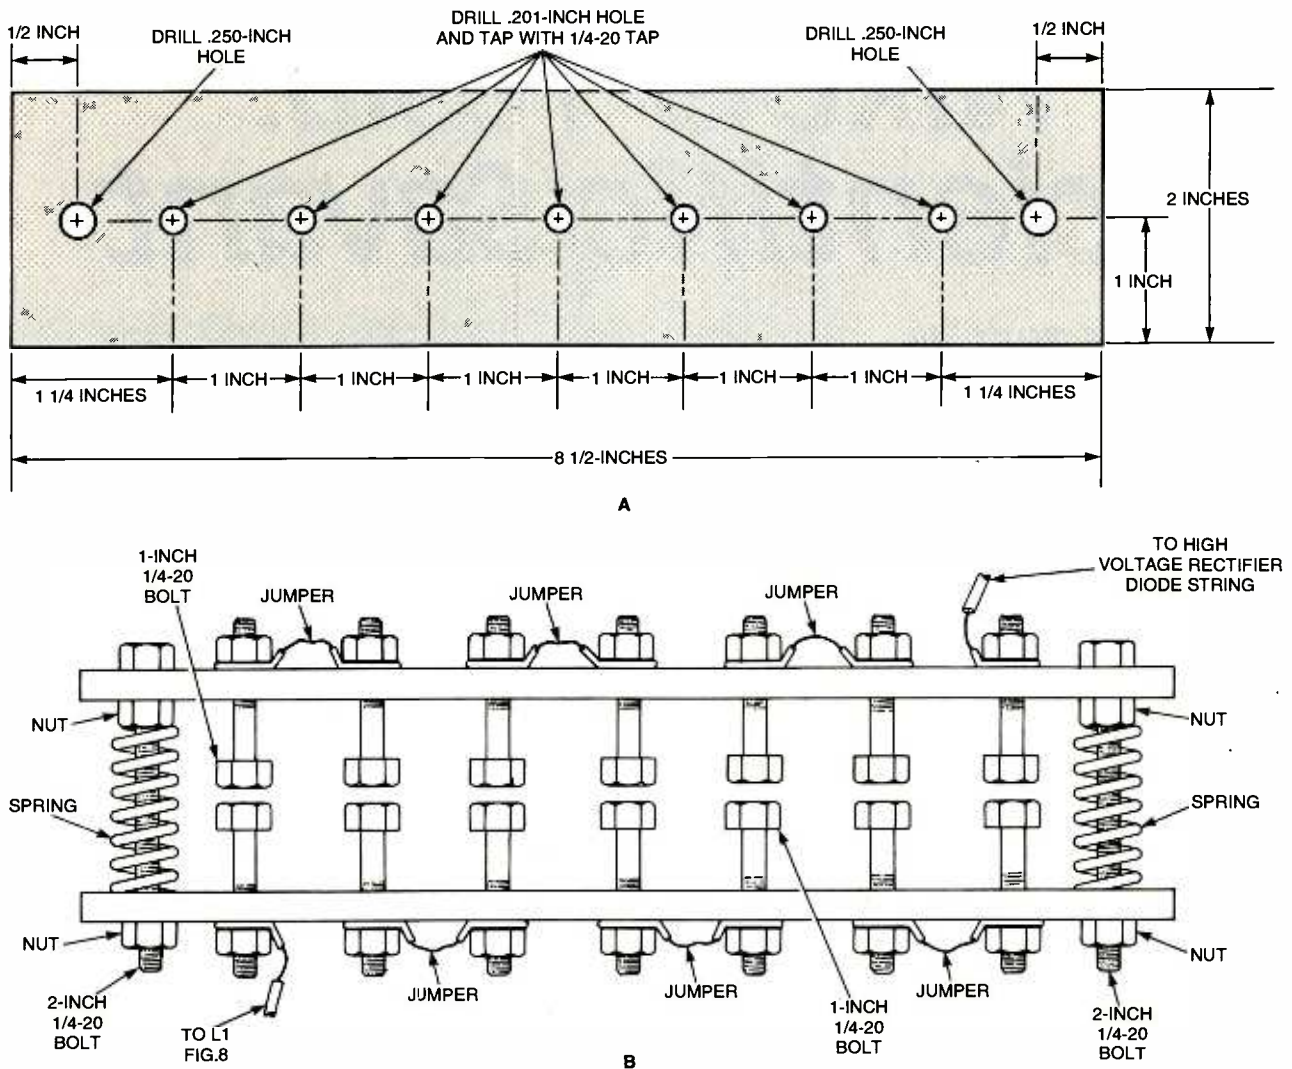 1/2 INCH
DRILL .250-INCH
HOLE
DRILL .201-INCH HOLE
AND TAP WITH 1/4-20 TAP
DRILL .250-INCH
HOLE
1/2 INCH
2 INCHES
1 INCH
1 1/4 INCHES
1 INCH
1 INCH
1 INCH
1 INCH
1 INCH
1 INCH
1 1/4 INCHES
8 1/2-INCHES
A
1-INCH
1/4-20
BOLT
JUMPER
JUMPER
JUMPER
TO HIGH
VOLTAGE RECTIFIER
DIODE STRING
NUT
NUT
SPRING
SPRING
NUT
NUT
2-INCH
1/4-20
BOLT
TO L1
FIG.8
JUMPER
JUMPER
1-INCH
1/4-20
BOLT
JUMPER
2-INCH
1/4-20
BOLT
B